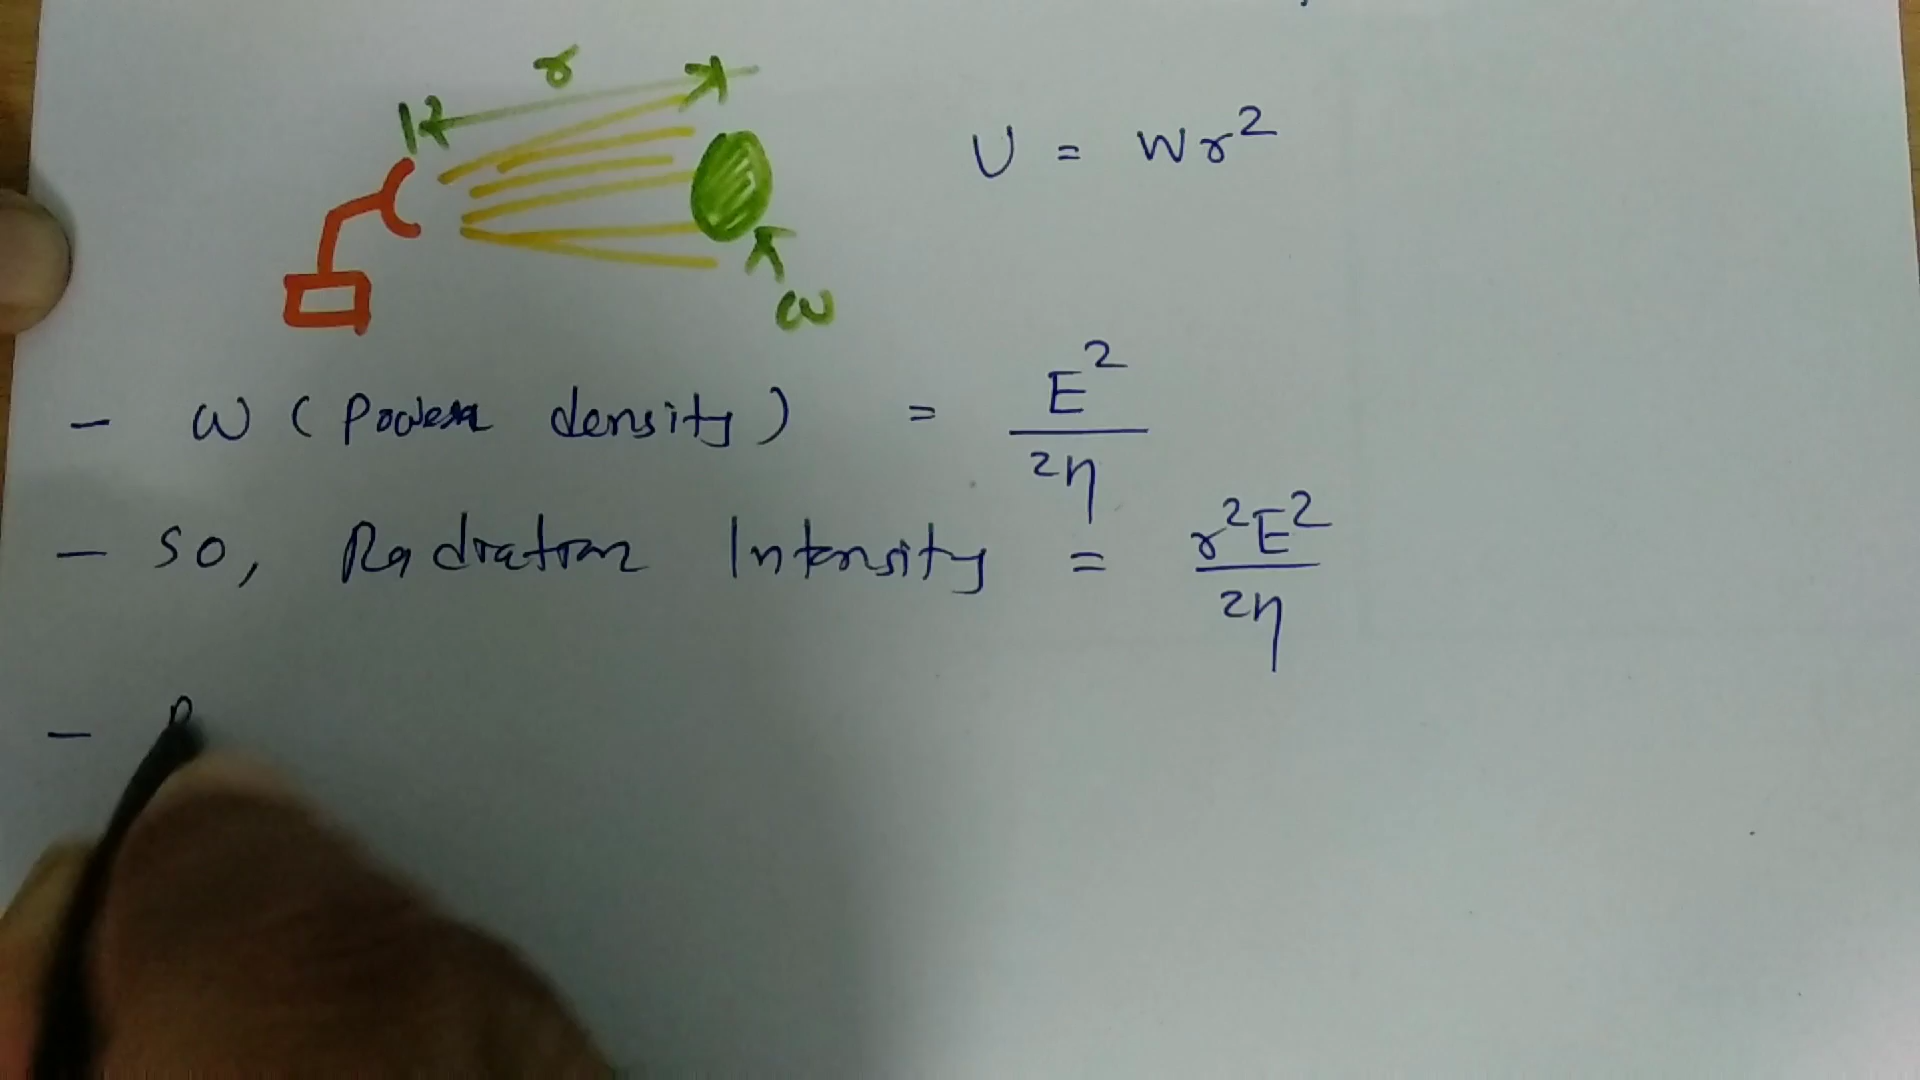 r
U = Wr²
W
- W (Power density) = E²/2η
- So, Radiation Intensity = r²E²/2η
-